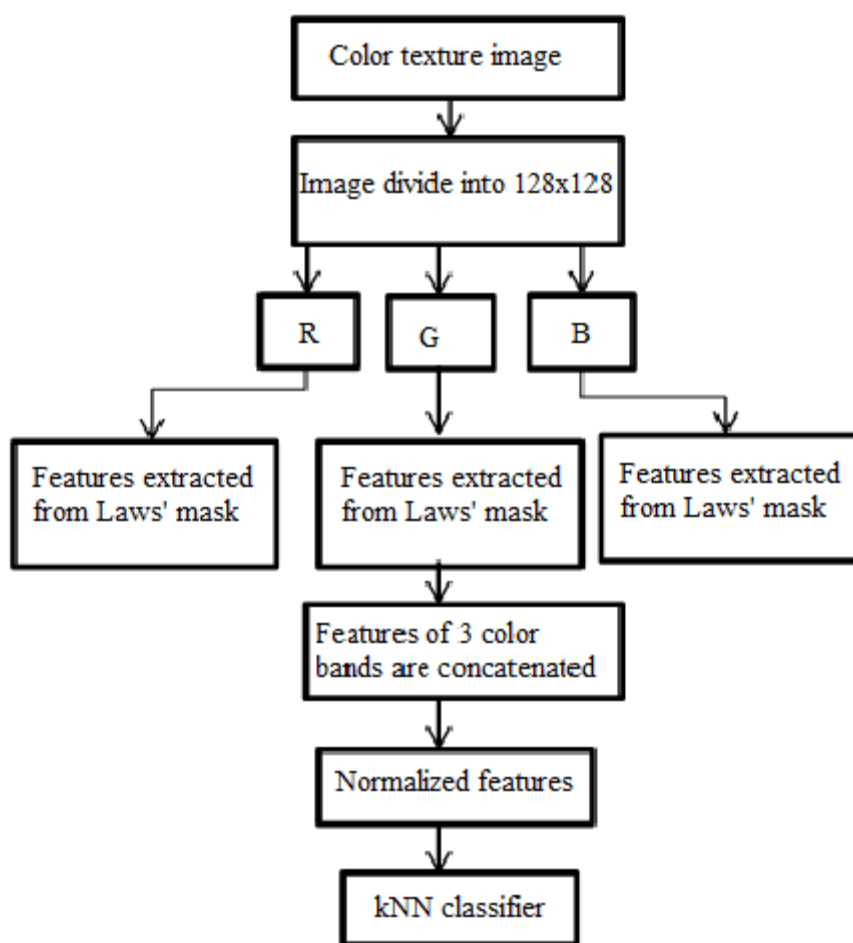 Color texture image
Image divide into 128x128
R
G
B
Features extracted
from Laws' mask
Features extracted
from Laws' mask
Features extracted
from Laws' mask
Features of 3 color
bands are concatenated
Normalized features
kNN classifier